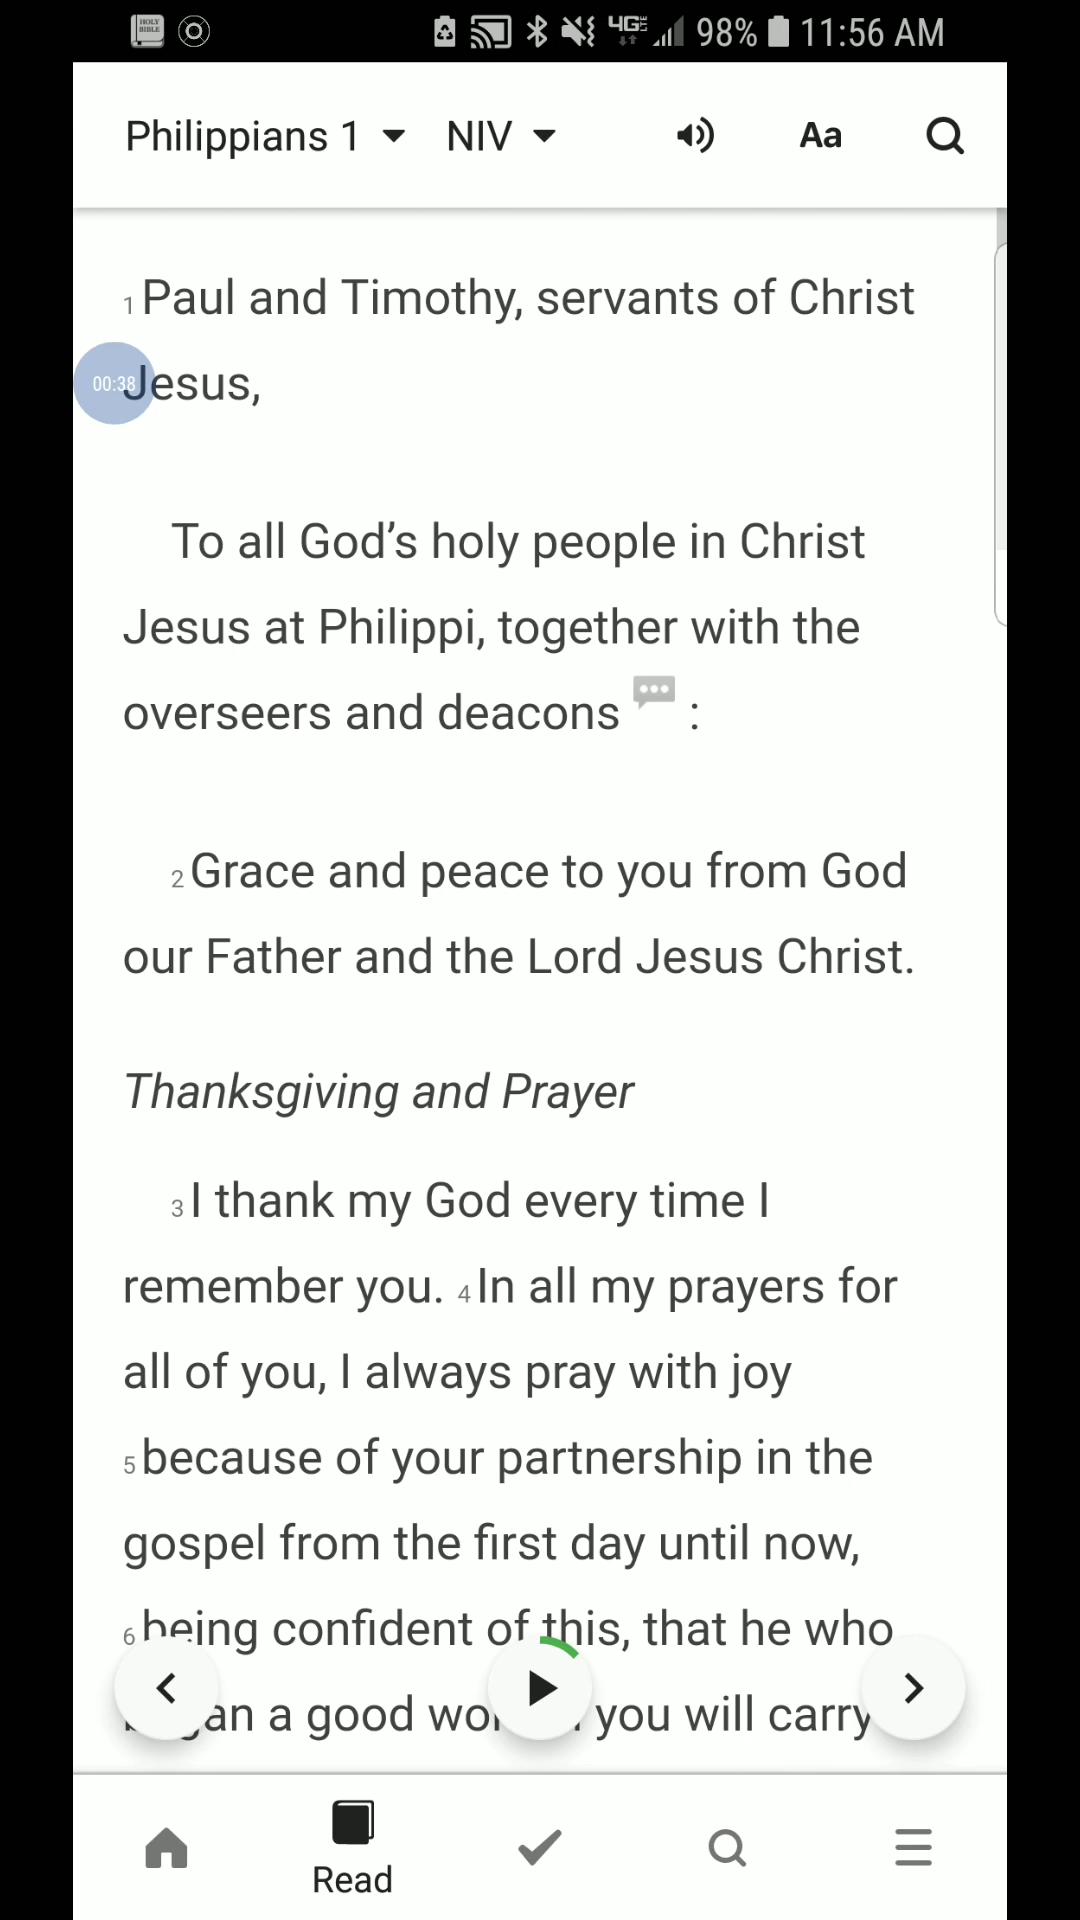 HOLY BIBLE
4G LTE 98% 11:56 AM
Philippians 1 NIV Aa
1 Paul and Timothy, servants of Christ
00:38
Jesus,
To all God’s holy people in Christ
Jesus at Philippi, together with the
overseers and deacons :
2 Grace and peace to you from God
our Father and the Lord Jesus Christ.
Thanksgiving and Prayer
3 I thank my God every time I
remember you. 4 In all my prayers for
all of you, I always pray with joy
5 because of your partnership in the
gospel from the first day until now,
6 being confident of this, that he who
a good you will carry
Read